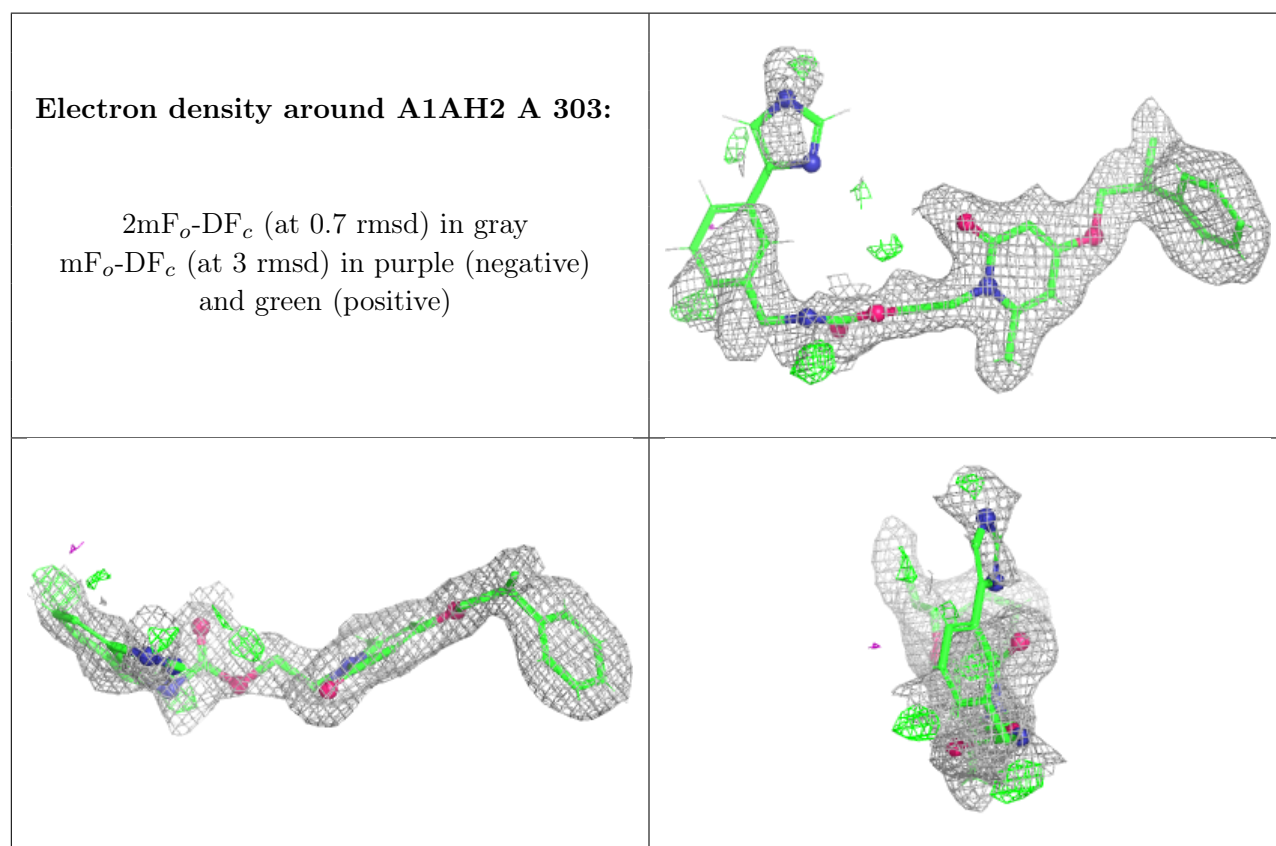 Electron density around A1AH2 A 303:
2mFo-DFc (at 0.7 rmsd) in gray
mFo-DFc (at 3 rmsd) in purple (negative)
and green (positive)